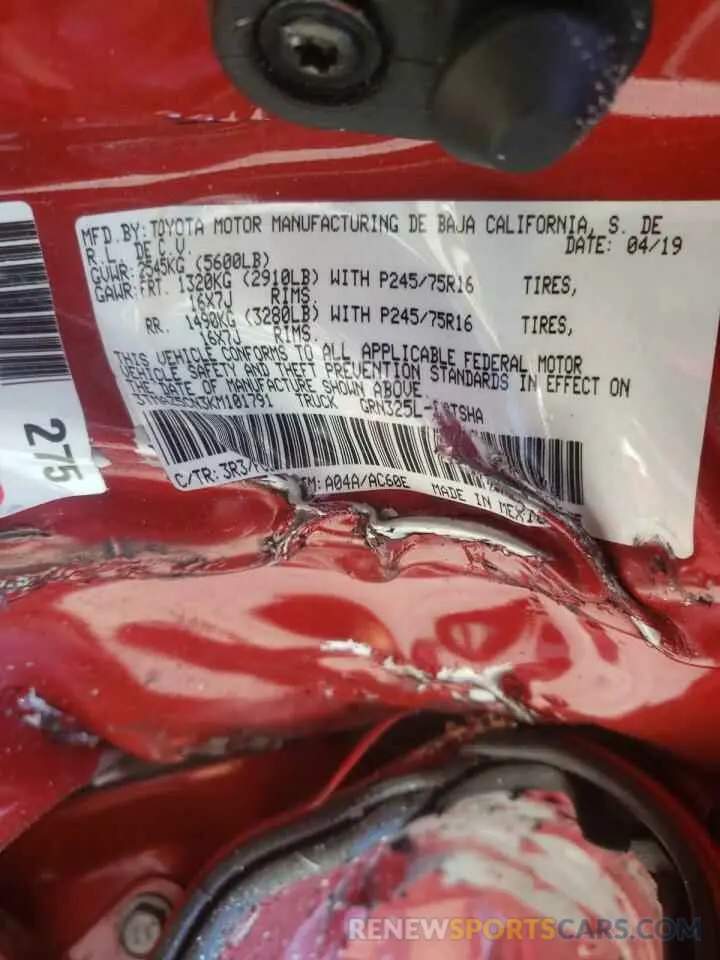 MFD. BY: TOYOTA MOTOR MANUFACTURING DE BAJA CALIFORNIA, S. DE
R. L. DE C. V. DATE: 04/19
GVWR: 2545KG (5600LB)
GAWR: FRT. 1320KG (2910LB) WITH P245/75R16 TIRES,
16X7J RIMS,
RR. 1490KG (3280LB) WITH P245/75R16 TIRES,
16X7J RIMS,
THIS VEHICLE CONFORMS TO ALL APPLICABLE FEDERAL MOTOR
VEHICLE SAFETY AND THEFT PREVENTION STANDARDS IN EFFECT ON
THE DATE OF MANUFACTURE SHOWN ABOVE.
TRUCK
C/TR: A04A/AC60E
MADE IN
275
RENEWSPORTSCARS.COM